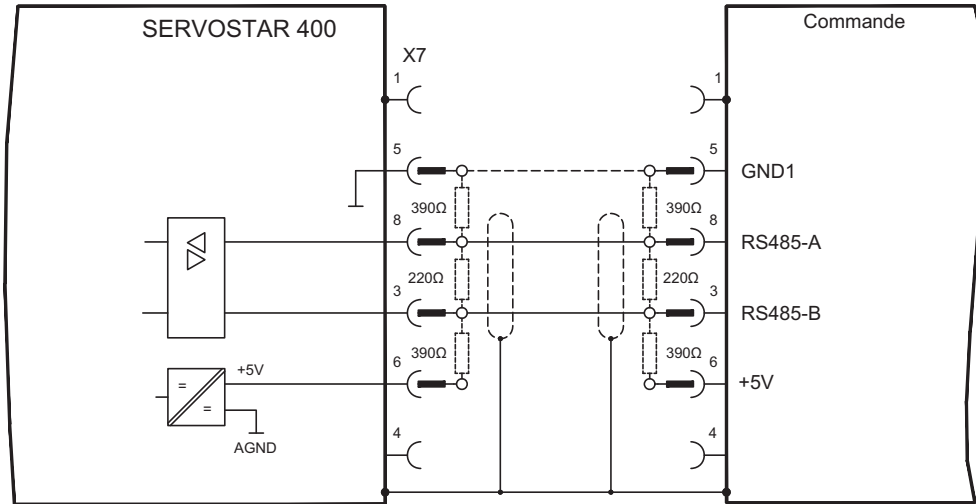 SERVOSTAR 400
Commande
X7
1
1
5
5
GND1
390Ω
390Ω
8
8
RS485-A
220Ω
220Ω
3
3
RS485-B
390Ω
390Ω
6
6
+5V
+5V
=
=
AGND
4
4